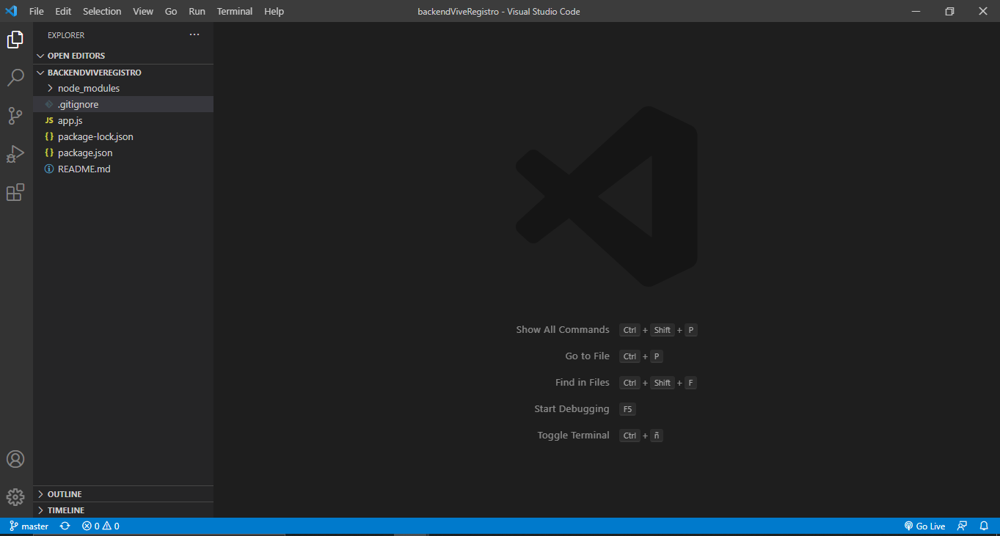 File Edit Selection View Go Run Terminal Help
backendViveRegistro - Visual Studio Code
EXPLORER
OPEN EDITORS
BACKENDVIVEREGISTRO
node_modules
.gitignore
JS app.js
{} package-lock.json
{} package.json
README.md
Show All Commands Ctrl + Shift + P
Go to File Ctrl + P
Find in Files Ctrl + Shift + F
Start Debugging F5
Toggle Terminal Ctrl + ñ
OUTLINE
TIMELINE
master 0 0 Go Live